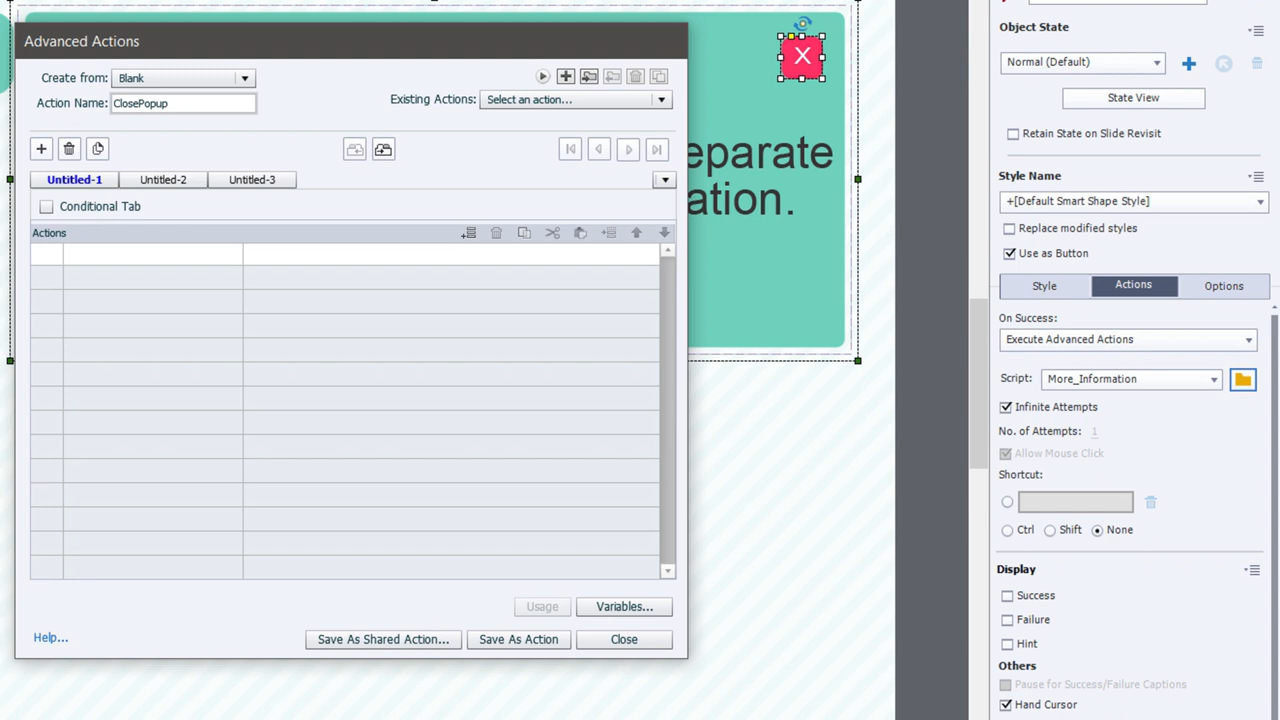 Advanced Actions
Create from: Blank
Action Name: ClosePopup
Existing Actions: Select an action...
Untitled-1 Untitled-2 Untitled-3
Conditional Tab
Actions
Usage Variables...
Help... Save As Shared Action... Save As Action Close
X
eparate
ation.
Object State
Normal (Default)
State View
Retain State on Slide Revisit
Style Name
+[Default Smart Shape Style]
Replace modified styles
Use as Button
Style Actions Options
On Success:
Execute Advanced Actions
Script: More_Information
Infinite Attempts
No. of Attempts: 1
Allow Mouse Click
Shortcut:
Ctrl Shift None
Display
Success
Failure
Hint
Others
Pause for Success/Failure Captions
Hand Cursor